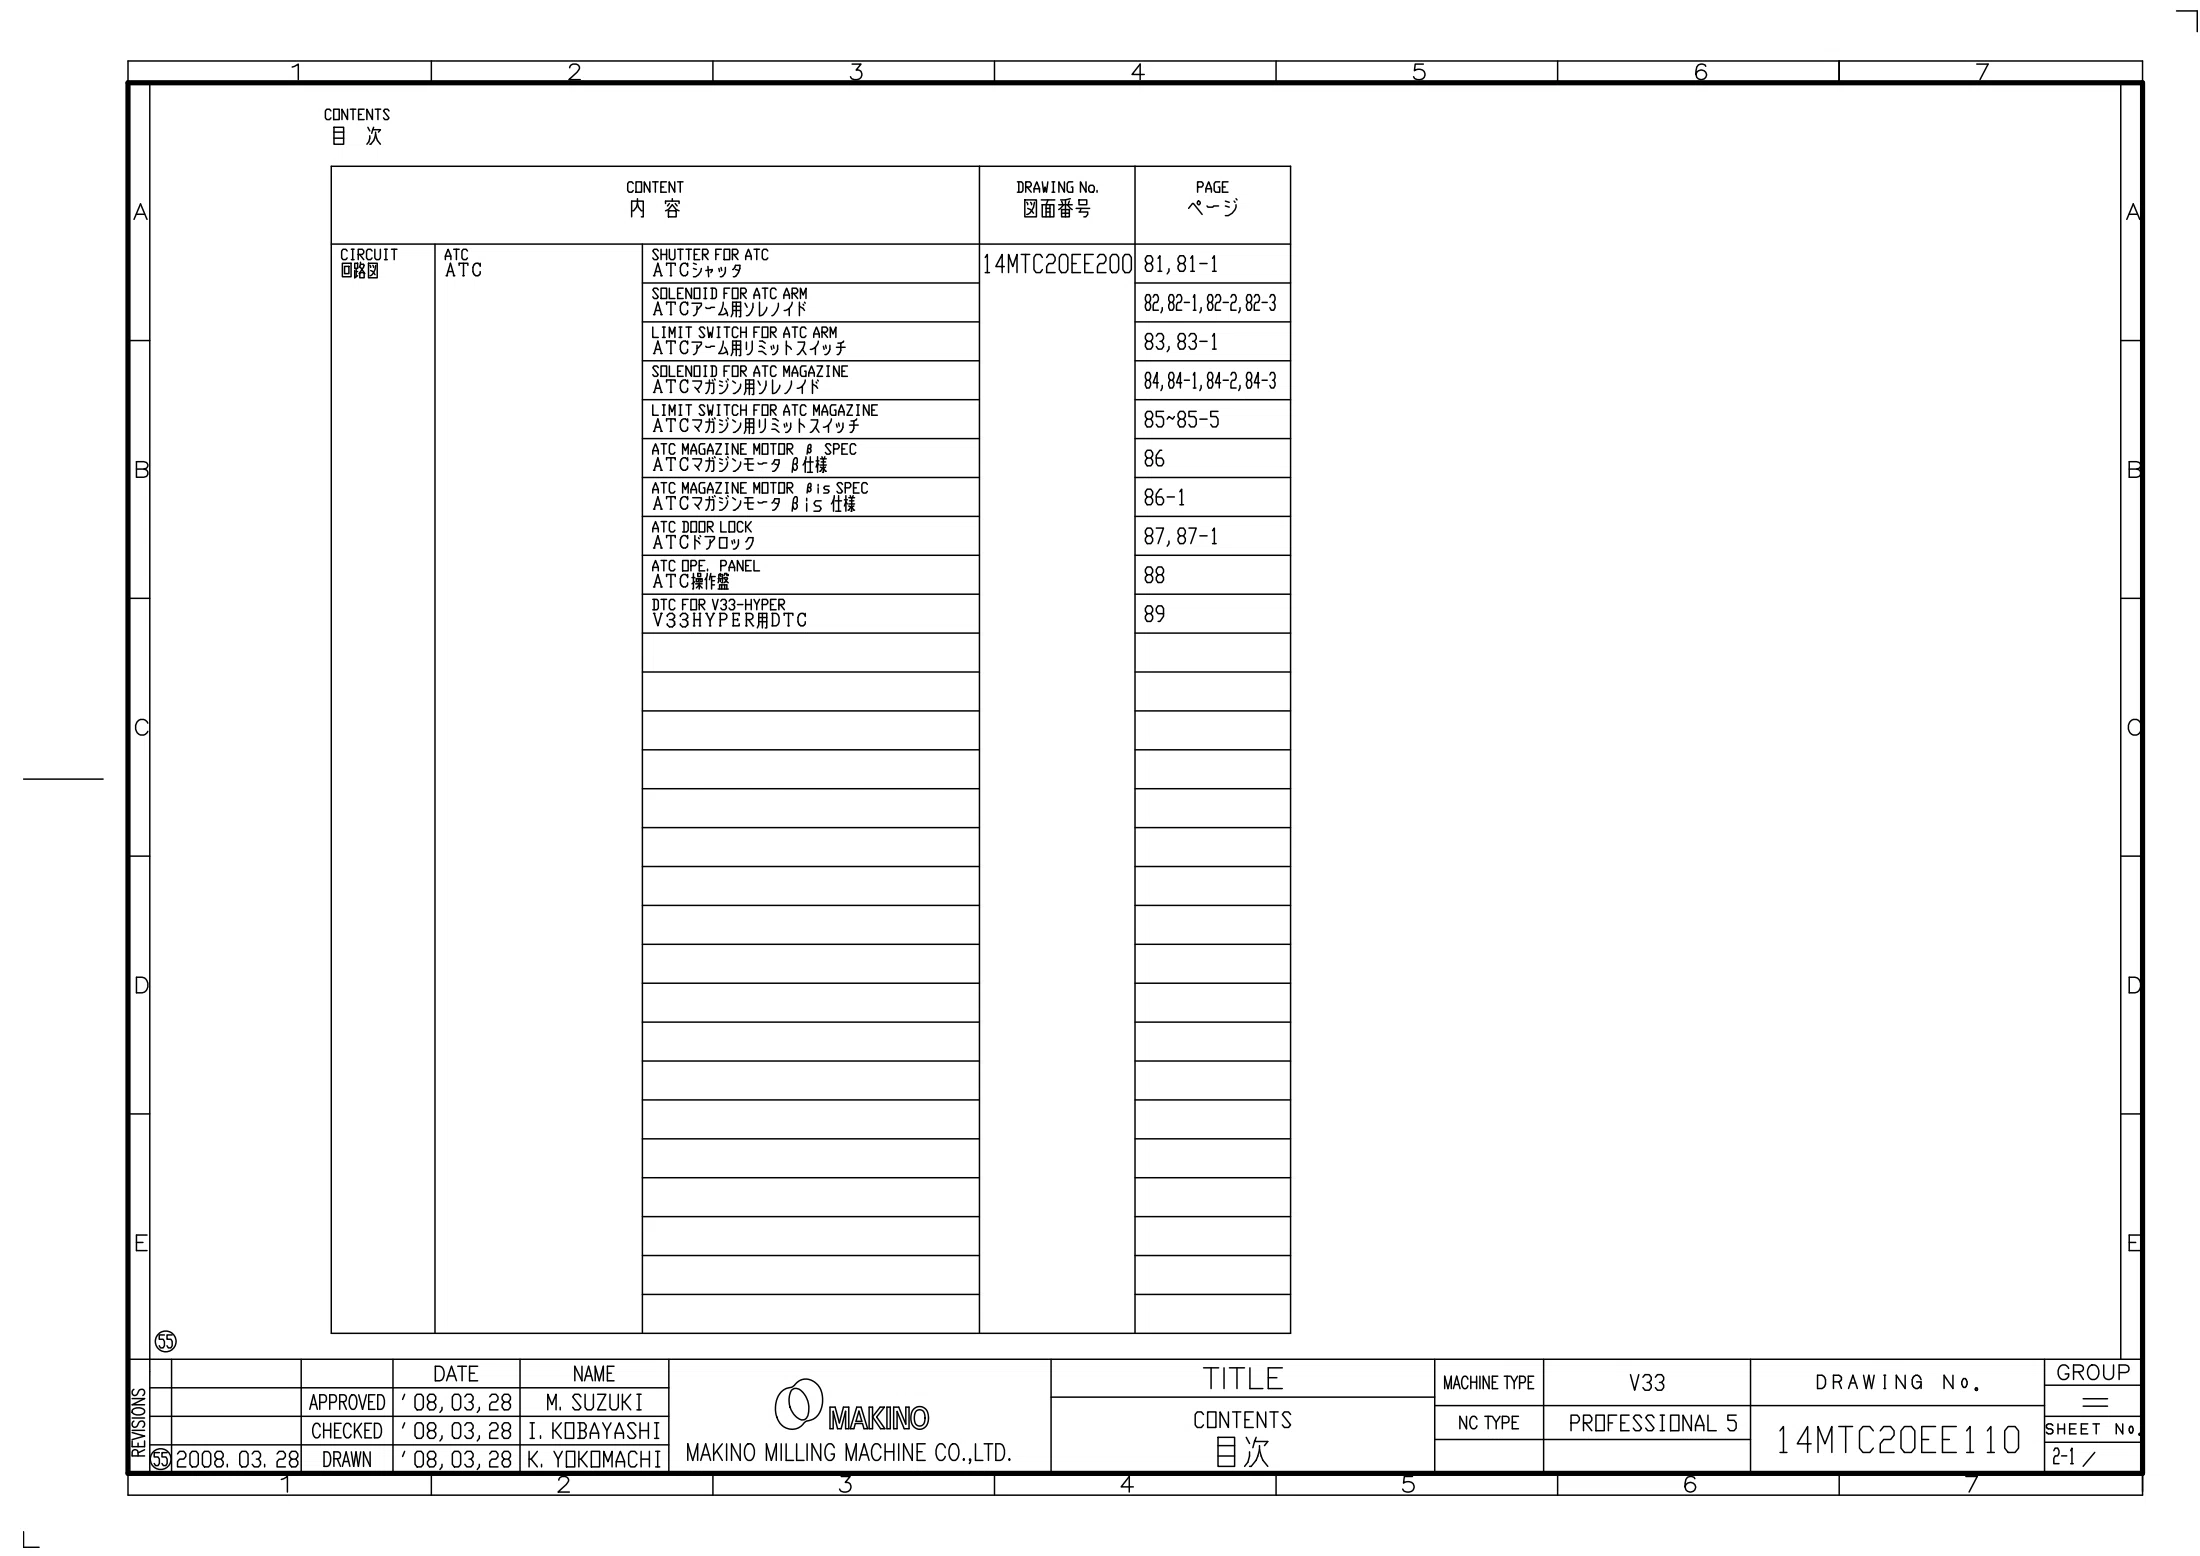 1 2 3 4 5 6 7
CONTENTS
目 次
CONTENT DRAWING No. PAGE
内 容 図面番号 ページ
CIRCUIT ATC SHUTTER FOR ATC 14MTC20EE200 81,81-1
回路図 ATC ATCシャッタ
SOLENOID FOR ATC ARM 82,82-1,82-2,82-3
ATCアーム用ソレノイド
LIMIT SWITCH FOR ATC ARM 83,83-1
ATCアーム用リミットスイッチ
SOLENOID FOR ATC MAGAZINE 84,84-1,84-2,84-3
ATCマガジン用ソレノイド
LIMIT SWITCH FOR ATC MAGAZINE 85~85-5
ATCマガジン用リミットスイッチ
ATC MAGAZINE MOTOR β SPEC 86
ATCマガジンモータ β仕様
ATC MAGAZINE MOTOR βis SPEC 86-1
ATCマガジンモータ βis 仕様
ATC DOOR LOCK 87,87-1
ATCドアロック
ATC OPE. PANEL 88
ATC操作盤
DTC FOR V33-HYPER 89
V33HYPER用DTC
A A
B B
C C
D D
E E
55
REVISIONS
DATE NAME
APPROVED '08,03,28 M. SUZUKI
CHECKED '08,03,28 I. KOBAYASHI
55 2008. 03. 28 DRAWN '08,03,28 K. YOKOMACHI
MAKINO
MAKINO MILLING MACHINE CO.,LTD.
TITLE
CONTENTS
目次
MACHINE TYPE V33
NC TYPE PROFESSIONAL 5
DRAWING No.
14MTC20EE110
GROUP
=
SHEET No.
2-1 /
1 2 3 4 5 6 7